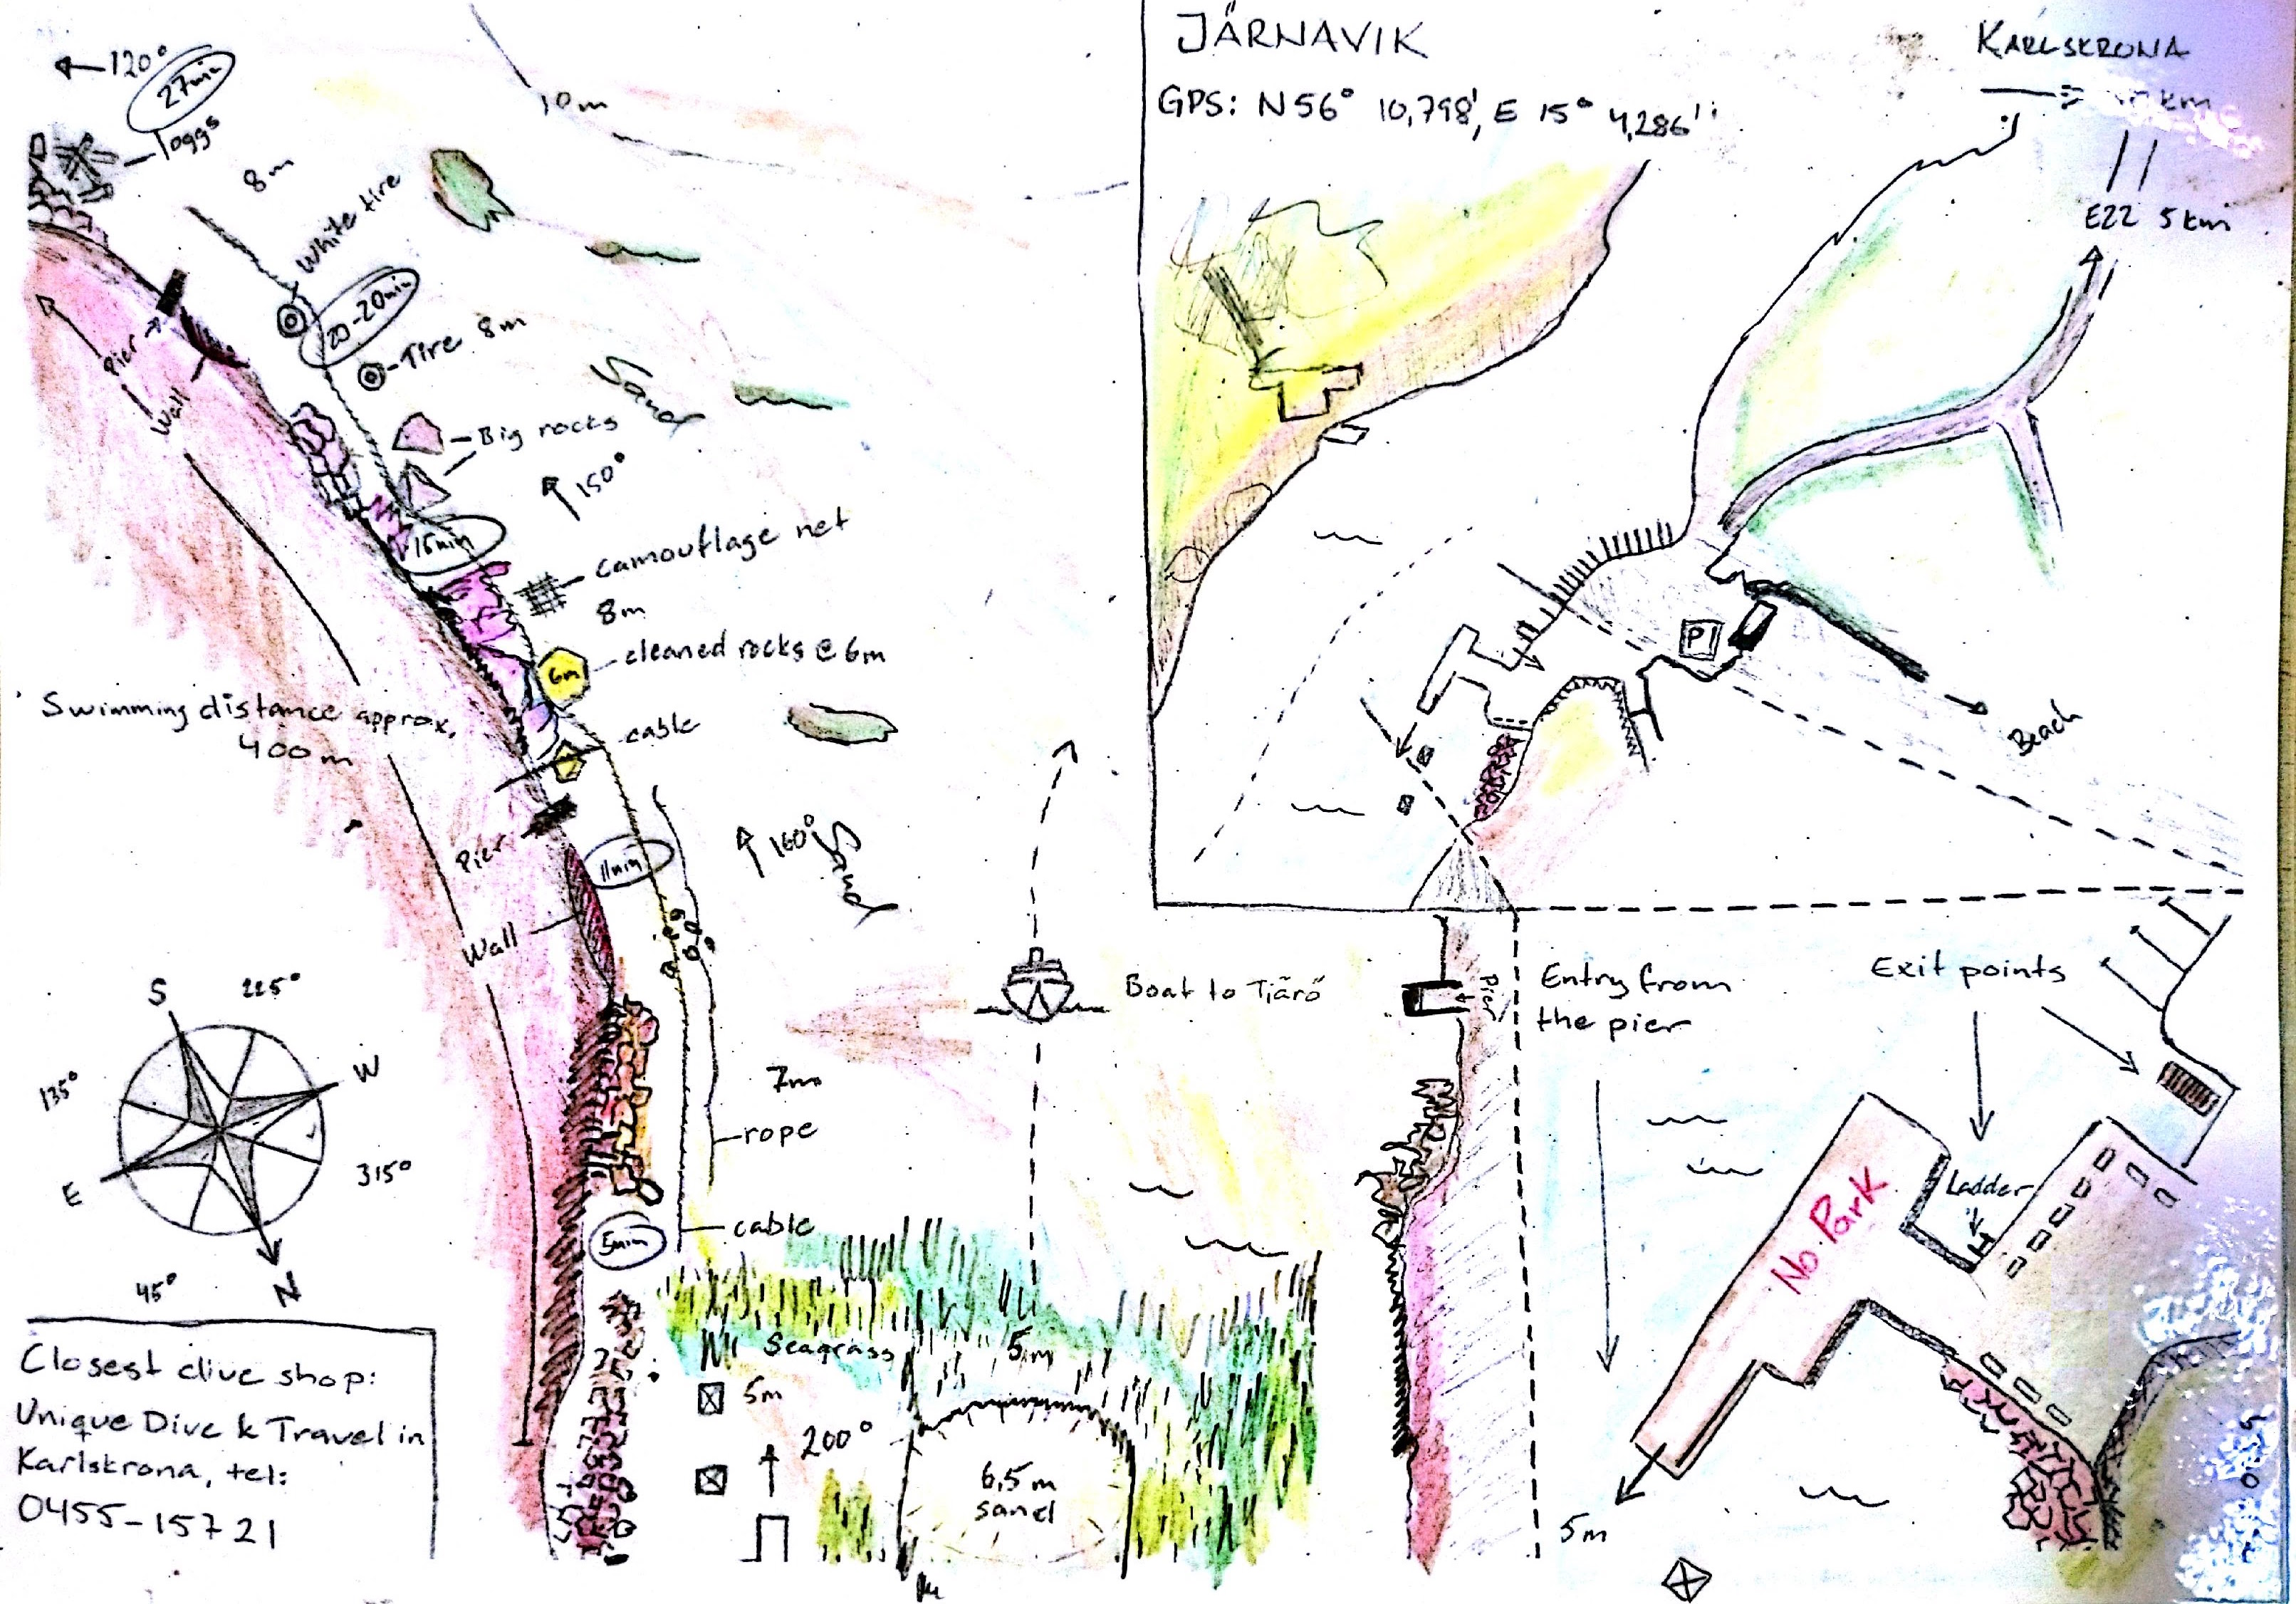 ←120°
27min
loggs
8m
White tire
20-20min
Tire 8m
Pier
Wall
Big rocks
Sand
150°
15min
Camouflage net
8m
cleaned rocks @ 6m
6m
Swimming distance approx.
400m
cable
Pier
160°
Sand
11min
Wall
10m
Boat to Tjärö
7m
rope
cable
5min
Seagrass
5m
5m
200°
6,5m
sand
S
225°
W
135°
315°
E
45°
N
Closest dive shop:
Unique Dive & Travel in
Karlskrona, tel:
0455-15721
JÄRNAVIK
GPS: N56° 10,798', E 15° 4,286'
KARLSKRONA
km
E22 5km
P
Beach
Pier
Entry from
the pier
Exit points
Ladder
No Park
5m